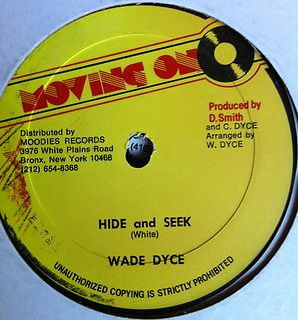 MOVING ON
Produced by
D. Smith
and C. DYCE
Arranged by
W. DYCE
Distributed by
MOODIES RECORDS
3976 White Plains Road
Bronx, New York 10468
(212) 654-8368
HIDE and SEEK
(White)
WADE DYCE
UNAUTHORIZED COPYING IS STRICTLY PROHIBITED